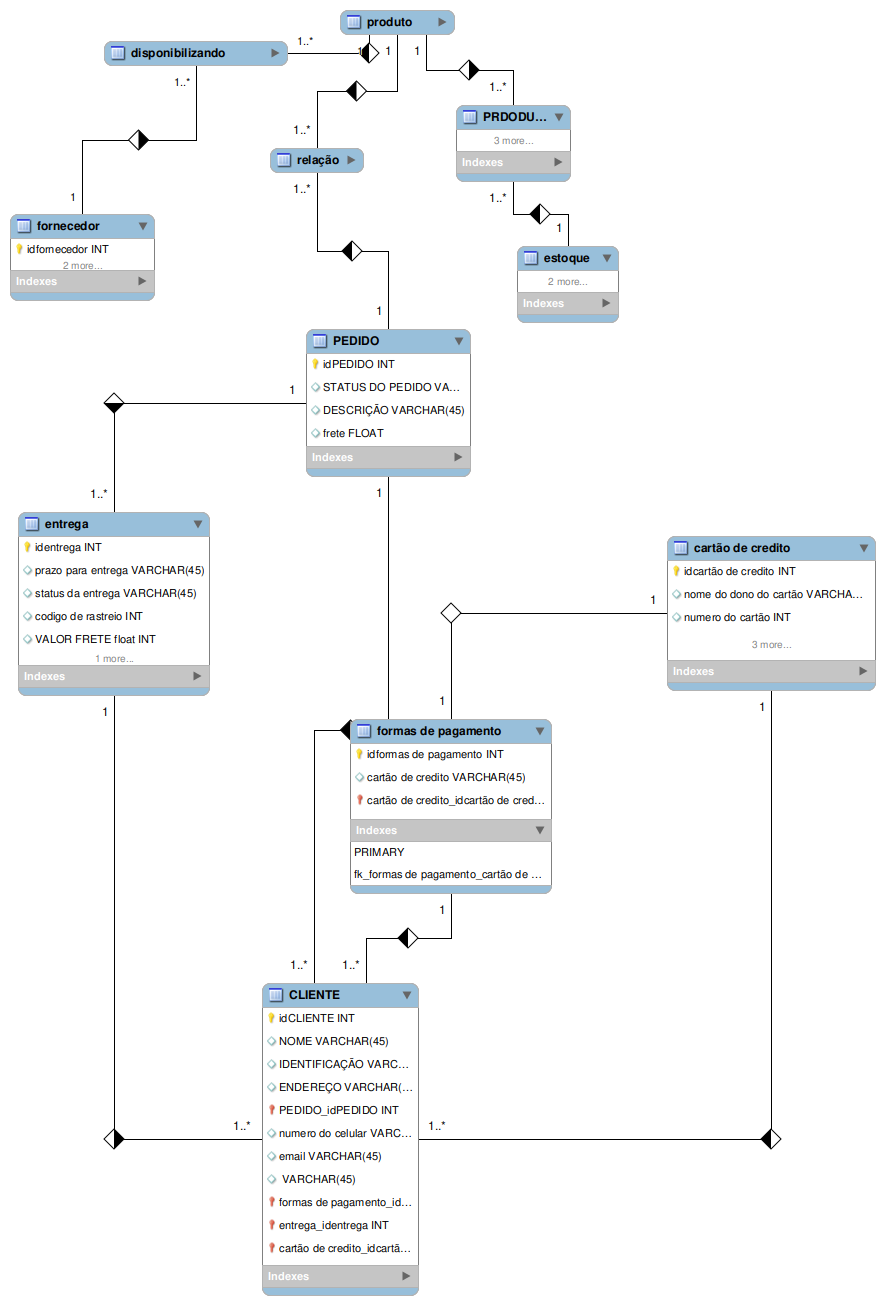 produto
disponibilizando
1..*
1
1
1
1..*
1..*
PRDODU...
3 more...
Indexes
1..*
relação
1..*
1
1..*
1
fornecedor
idfornecedor INT
2 more...
Indexes
estoque
2 more...
Indexes
1
PEDIDO
idPEDIDO INT
STATUS DO PEDIDO VA...
DESCRIÇÃO VARCHAR(45)
frete FLOAT
Indexes
1
1
1..*
entrega
identrega INT
prazo para entrega VARCHAR(45)
status da entrega VARCHAR(45)
codigo de rastreio INT
VALOR FRETE float INT
1 more...
Indexes
1
cartão de credito
idcartão de credito INT
nome do dono do cartão VARCHA...
numero do cartão INT
3 more...
Indexes
1
1
1
formas de pagamento
idformas de pagamento INT
cartão de credito VARCHAR(45)
cartão de credito_idcartão de cred...
Indexes
PRIMARY
fk_formas de pagamento_cartão de ...
1
1..*
1..*
CLIENTE
idCLIENTE INT
NOME VARCHAR(45)
IDENTIFICAÇÃO VARC...
ENDEREÇO VARCHAR(...
PEDIDO_idPEDIDO INT
numero do celular VARC...
email VARCHAR(45)
VARCHAR(45)
formas de pagamento_id...
entrega_identrega INT
cartão de credito_idcartã...
Indexes
1..*
1..*